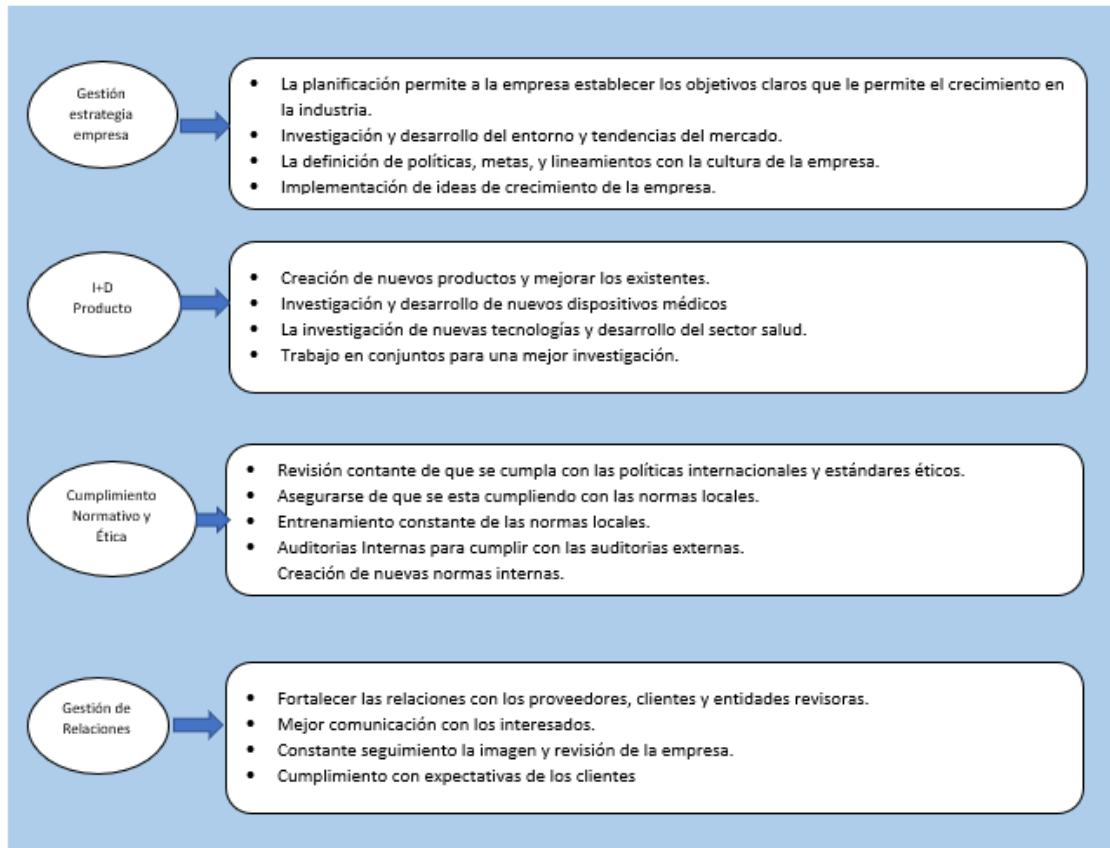 Gestión
estrategia
empresa
• La planificación permite a la empresa establecer los objetivos claros que le permite el crecimiento en
la industria.
• Investigación y desarrollo del entorno y tendencias del mercado.
• La definición de políticas, metas, y lineamientos con la cultura de la empresa.
• Implementación de ideas de crecimiento de la empresa.
I+D
Producto
• Creación de nuevos productos y mejorar los existentes.
• Investigación y desarrollo de nuevos dispositivos médicos
• La investigación de nuevas tecnologías y desarrollo del sector salud.
• Trabajo en conjuntos para una mejor investigación.
Cumplimiento
Normativo y
Ética
• Revisión contante de que se cumpla con las políticas internacionales y estándares éticos.
• Asegurarse de que se esta cumpliendo con las normas locales.
• Entrenamiento constante de las normas locales.
• Auditorias Internas para cumplir con las auditorias externas.
Creación de nuevas normas internas.
Gestión de
Relaciones
• Fortalecer las relaciones con los proveedores, clientes y entidades revisoras.
• Mejor comunicación con los interesados.
• Constante seguimiento la imagen y revisión de la empresa.
• Cumplimiento con expectativas de los clientes